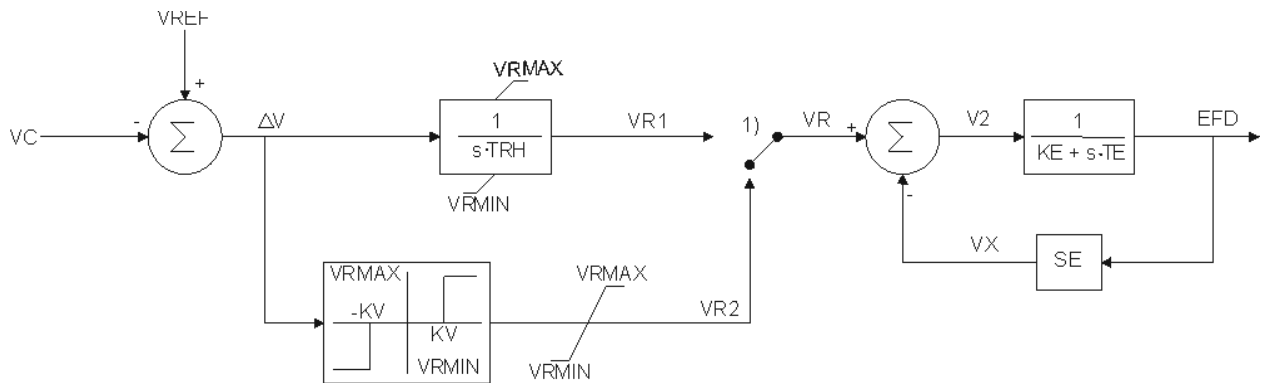 VREF
+
VRMAX
-
VC
Σ
ΔV
1
s·TRH
VR1
1)
VR
+
Σ
V2
1
KE + s·TE
EFD
VRMIN
-
VX
SE
VRMAX
-KV
KV
VRMIN
VRMAX
VR2
VRMIN